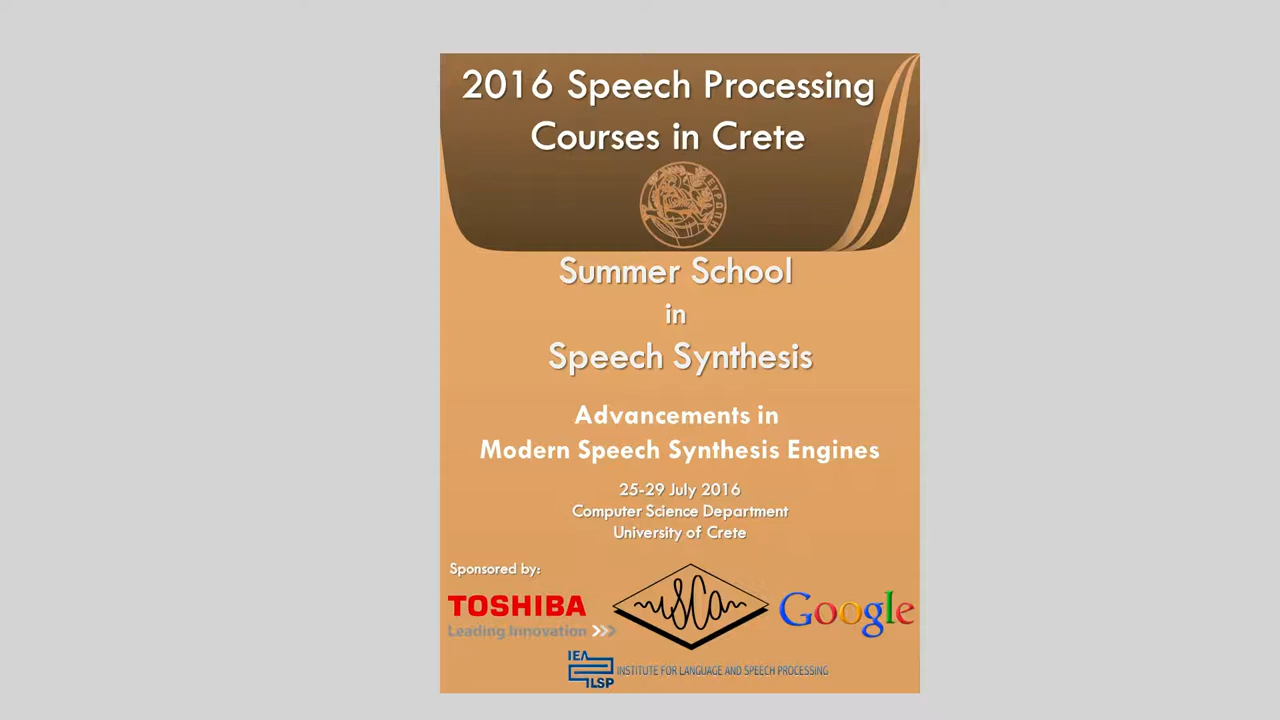 2016 Speech Processing
Courses in Crete
Summer School
in
Speech Synthesis
Advancements in
Modern Speech Synthesis Engines
25-29 July 2016
Computer Science Department
University of Crete
Sponsored by:
TOSHIBA
Leading Innovation >>>
isca
Google
ΙΕΛ
ILSP
INSTITUTE FOR LANGUAGE AND SPEECH PROCESSING